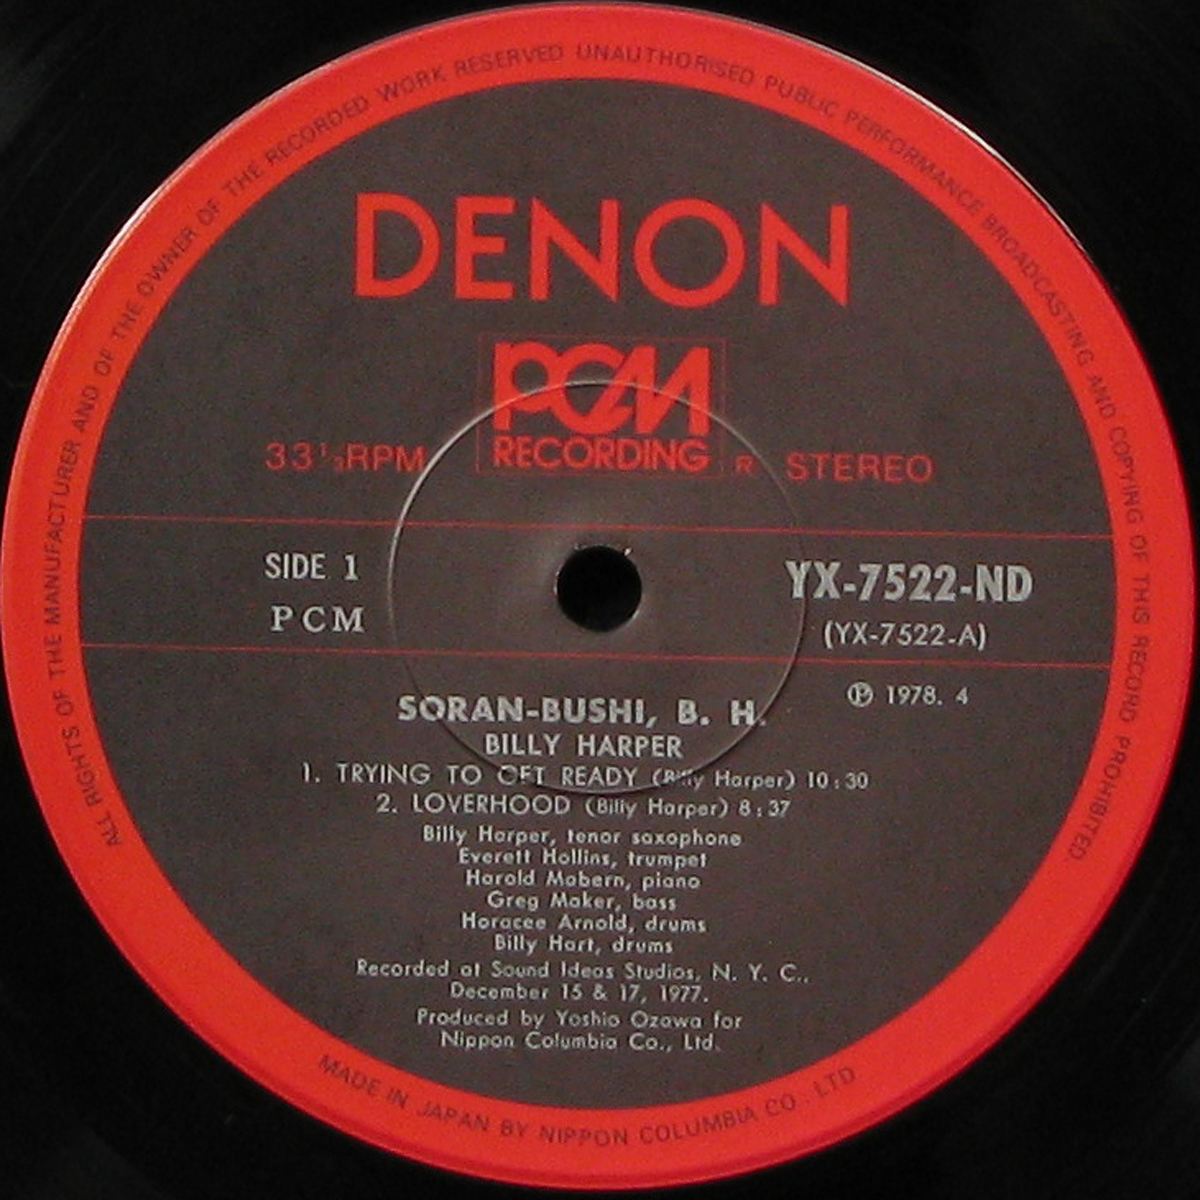 ALL RIGHTS OF THE MANUFACTURER AND OF THE OWNER OF THE RECORDED WORK RESERVED UNAUTHORISED PUBLIC PERFORMANCE BROADCASTING AND COPYING OF THIS RECORD PROHIBITED.
DENON
PCM
RECORDING
33⅓RPM R STEREO
SIDE 1
PCM
YX-7522-ND
(YX-7522-A)
Ⓟ 1978. 4
SORAN-BUSHI, B. H.
BILLY HARPER
1. TRYING TO GET READY (Billy Harper) 10:30
2. LOVERHOOD (Billy Harper) 8:37
Billy Harper, tenor saxophone
Everett Hollins, trumpet
Harold Mabern, piano
Greg Maker, bass
Horacee Arnold, drums
Billy Hart, drums
Recorded at Sound Ideas Studios, N. Y. C.,
December 15 & 17, 1977.
Produced by Yoshio Ozawa for
Nippon Columbia Co., Ltd.
MADE IN JAPAN BY NIPPON COLUMBIA CO., LTD